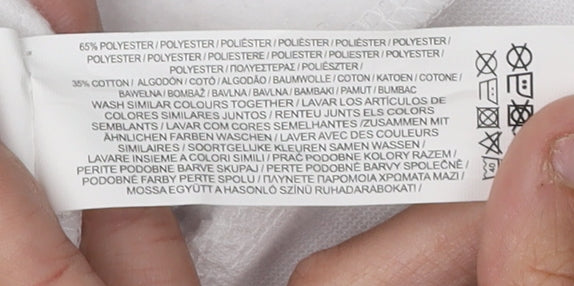 65% POLYESTER / POLYESTER / POLIÉSTER / POLIÉSTER / POLYESTER /
POLYESTER / POLYESTER / POLIESTERE / POLIESTER / POLYESTER /
POLYESTER / ΠΟΛΥΕΣΤΕΡΑΣ / POLIÉSZTER /
35% COTTON / ALGODÓN / COTÓ / ALGODÃO / BAUMWOLLE / COTON / KATOEN / COTONE /
BAWEŁNA / BOMBAŽ / BAVLNA / BAVLNA / BAMBAKI / PAMUT / BUMBAC
WASH SIMILAR COLOURS TOGETHER / LAVAR LOS ARTÍCULOS DE
COLORES SIMILARES JUNTOS / RENTEU JUNTS ELS COLORS
SEMBLANTS / LAVAR COM CORES SEMELHANTES /ZUSAMMEN MIT
ÄHNLICHEN FARBEN WASCHEN / LAVER AVEC DES COULEURS
SIMILAIRES / SOORTGELIJKE KLEUREN SAMEN WASSEN /
LAVARE INSIEME A COLORI SIMILI / PRAĆ PODOBNE KOLORY RAZEM /
PERITE PODOBNE BARVE SKUPAJ / PERTE PODOBNÉ BARVY SPOLEČNĚ /
PODOBNÉ FARBY PERTE SPOLU / ΠΛΥΝΕΤΕ ΠΑΡΟΜΟΙΑ ΧΡΩΜΑΤΑ ΜΑΖΙ /
MOSSA EGYÜTT A HASONLÓ SZÍNŰ RUHADARABOKAT! /